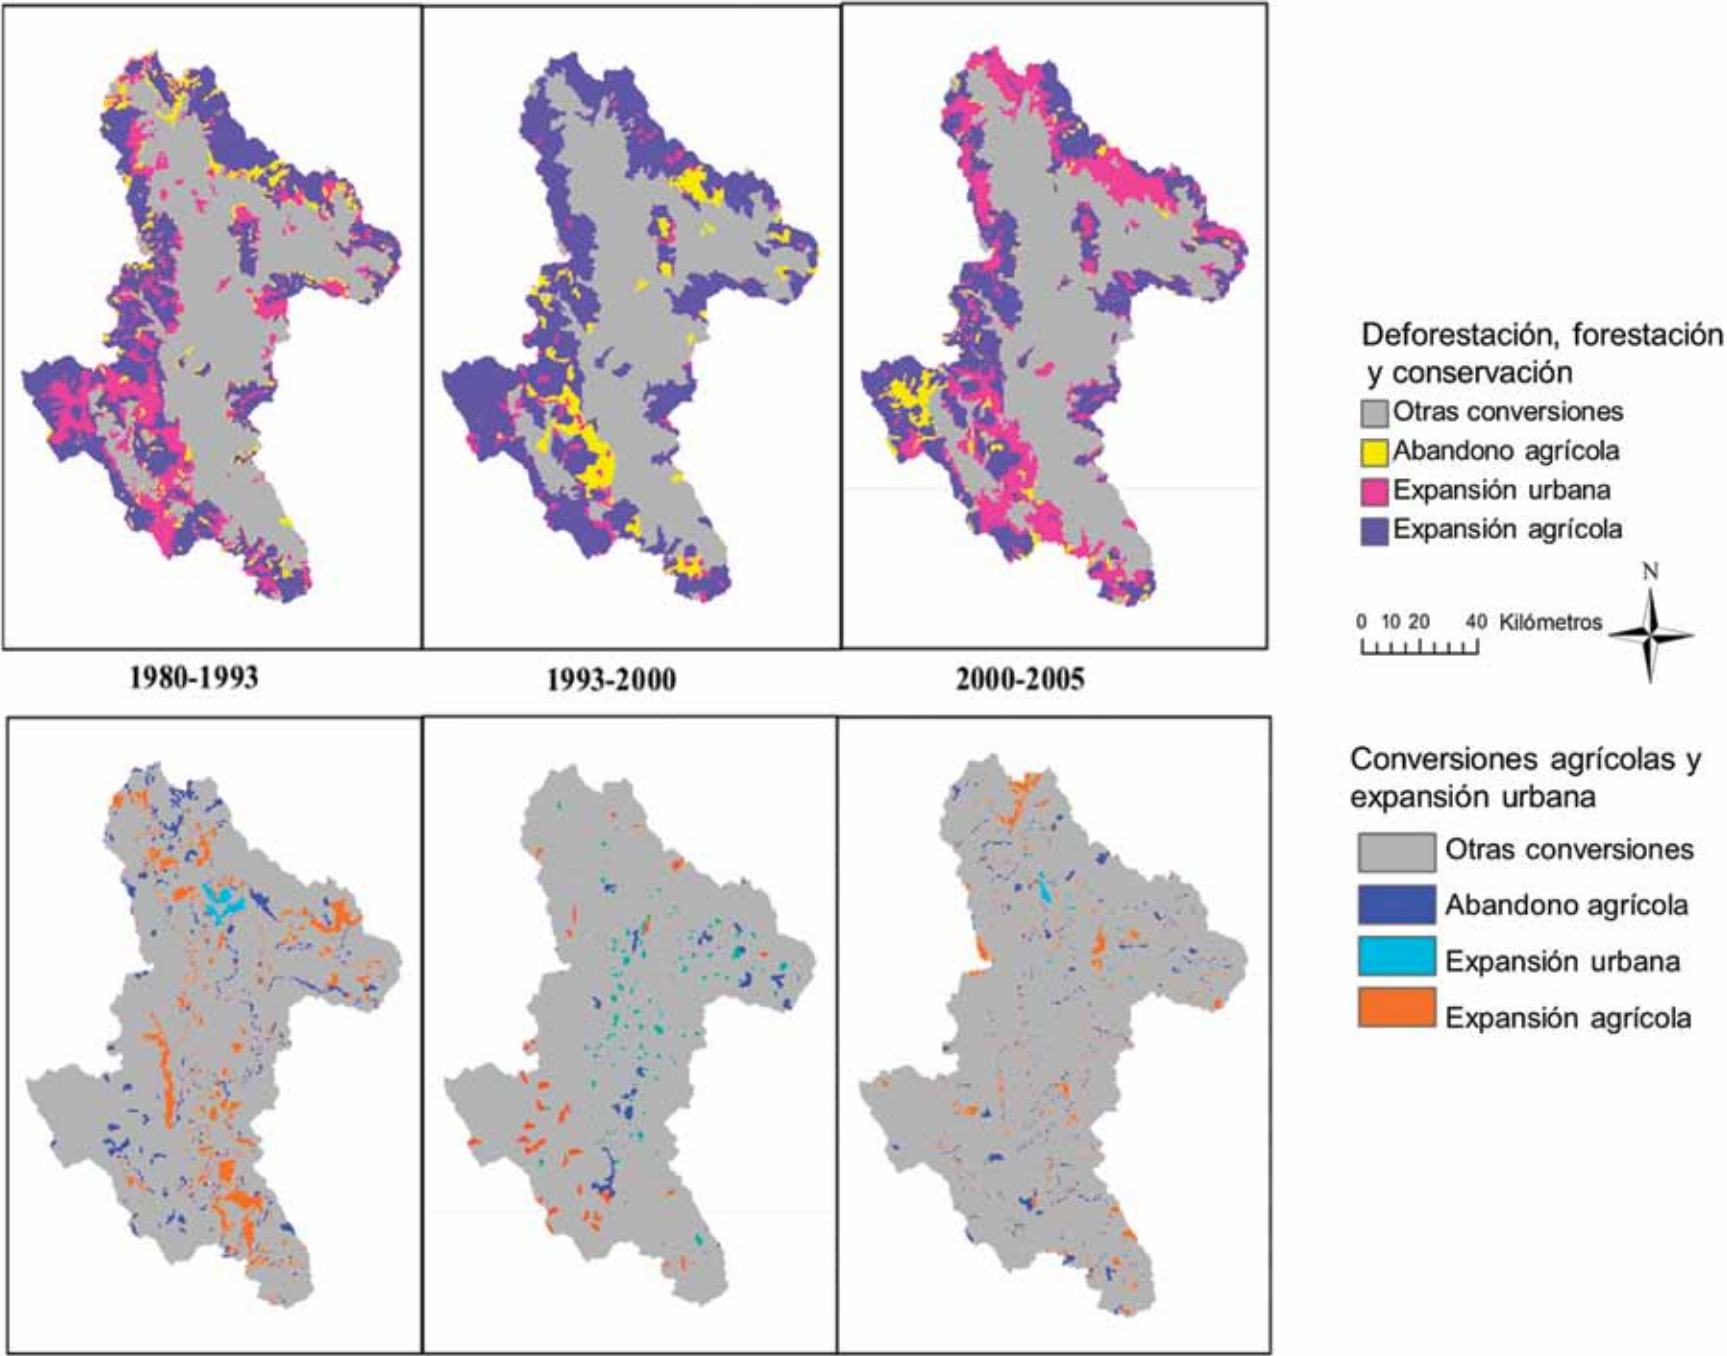 Deforestación, forestación
y conservación
Otras conversiones
Abandono agrícola
Expansión urbana
Expansión agrícola
N
0 10 20 40 Kilómetros
1980-1993 1993-2000 2000-2005
Conversiones agrícolas y
expansión urbana
Otras conversiones
Abandono agrícola
Expansión urbana
Expansión agrícola